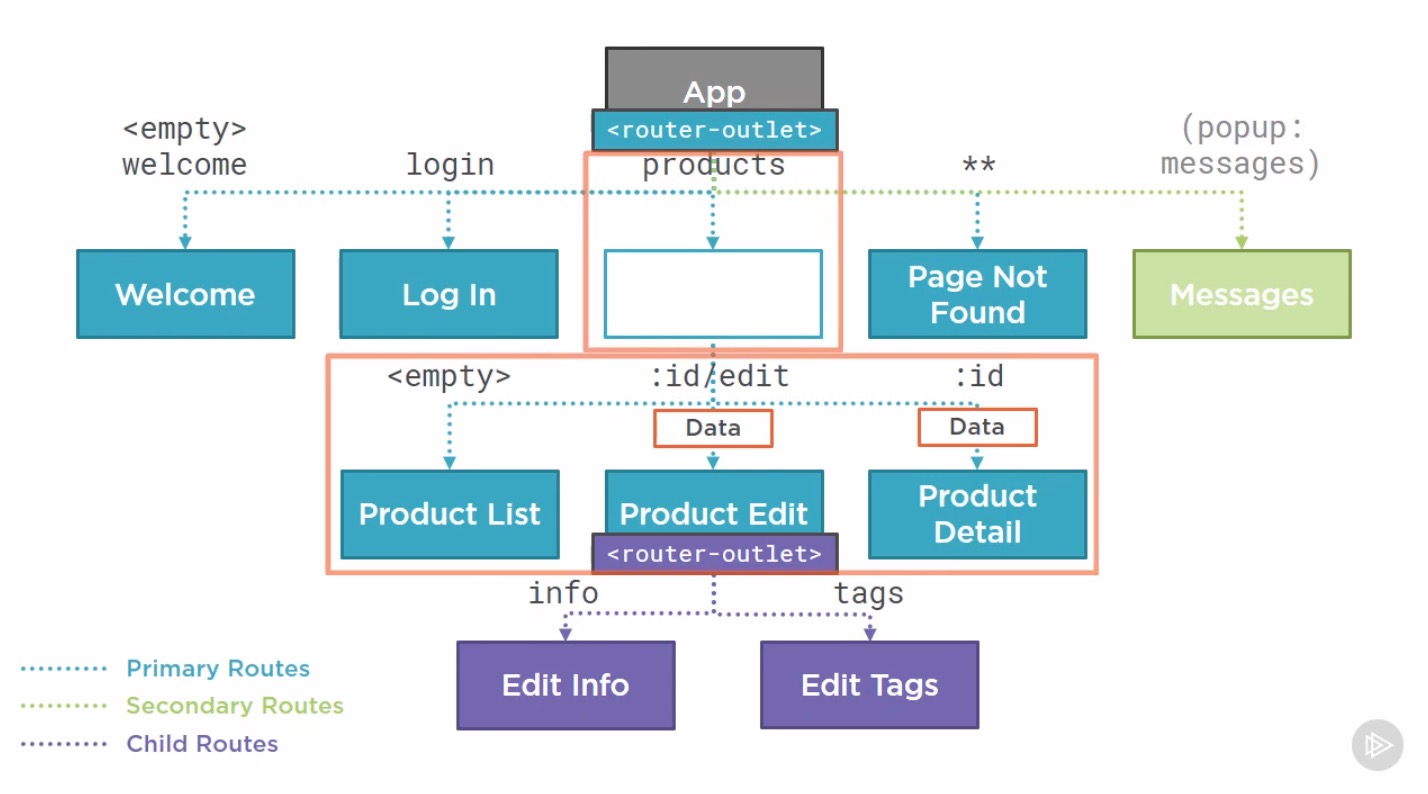 App
<router-outlet>
<empty>
welcome
login
products
**
(popup:
messages)
Welcome
Log In
Page Not
Found
Messages
<empty>
:id/edit
:id
Data
Data
Product List
Product Edit
<router-outlet>
Product
Detail
info
tags
Edit Info
Edit Tags
Primary Routes
Secondary Routes
Child Routes